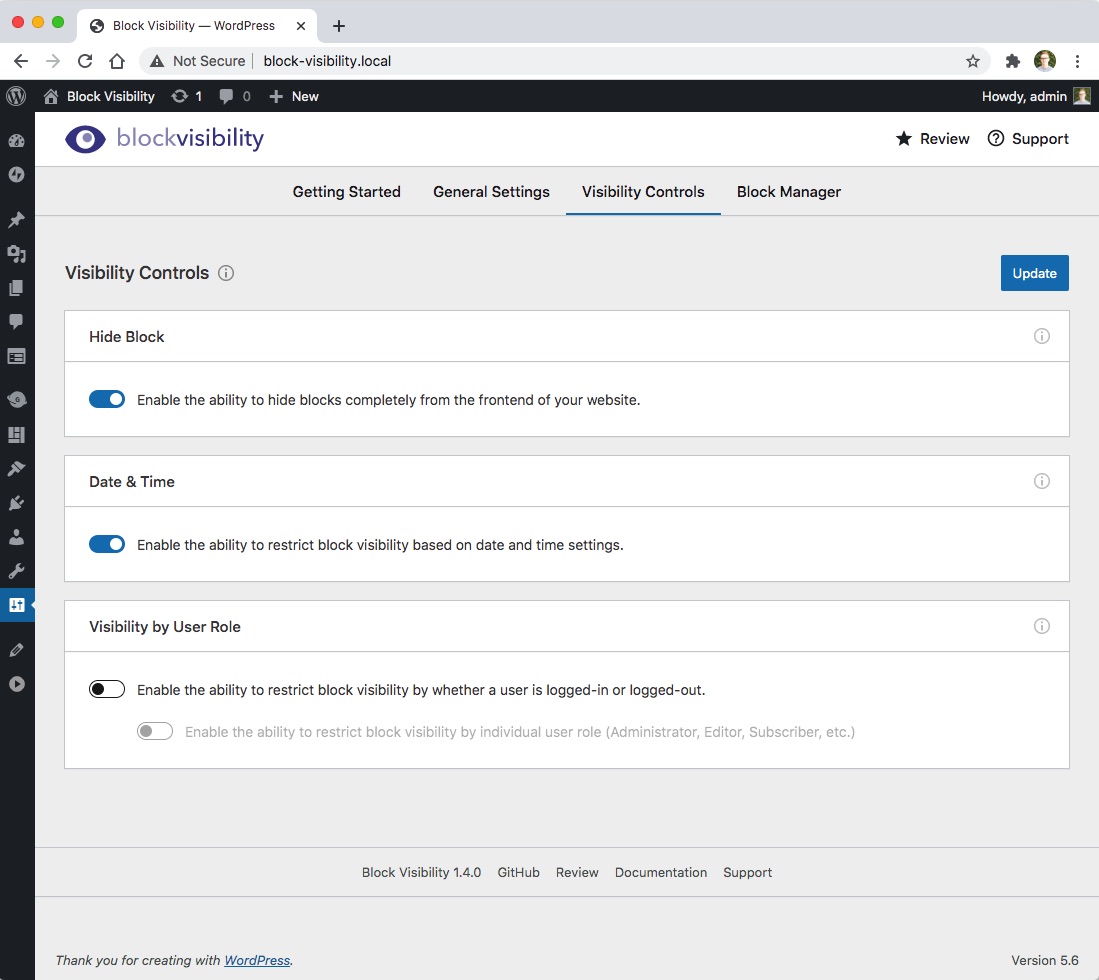 Block Visibility — WordPress
Not Secure block-visibility.local
Block Visibility 1 0 New Howdy, admin
blockvisibility Review Support
Getting Started General Settings Visibility Controls Block Manager
Visibility Controls Update
Hide Block
Enable the ability to hide blocks completely from the frontend of your website.
Date & Time
Enable the ability to restrict block visibility based on date and time settings.
Visibility by User Role
Enable the ability to restrict block visibility by whether a user is logged-in or logged-out.
Enable the ability to restrict block visibility by individual user role (Administrator, Editor, Subscriber, etc.)
Block Visibility 1.4.0 GitHub Review Documentation Support
Thank you for creating with WordPress. Version 5.6